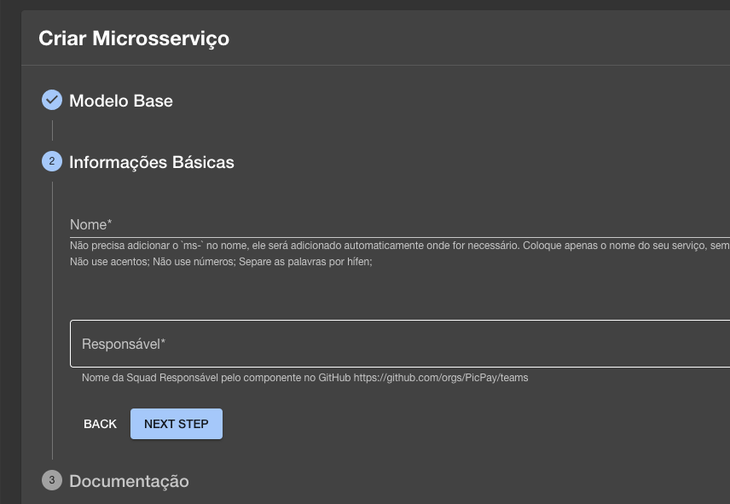 Criar Microsserviço
Modelo Base
2 Informações Básicas
Nome*
Não precisa adicionar o `ms-` no nome, ele será adicionado automaticamente onde for necessário. Coloque apenas o nome do seu serviço, sem
Não use acentos; Não use números; Separe as palavras por hífen;
Responsável*
Nome da Squad Responsável pelo componente no GitHub https://github.com/orgs/PicPay/teams
BACK NEXT STEP
3 Documentação